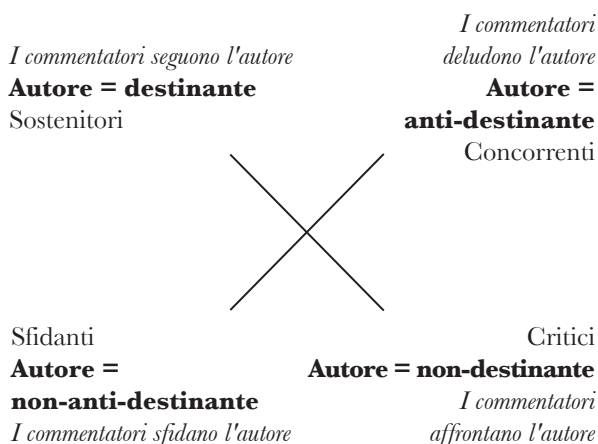 I commentatori seguono l'autore
Autore = destinante
Sostenitori
I commentatori
deludono l'autore
Autore =
anti-destinante
Concorrenti
Sfidanti
Autore =
non-anti-destinante
I commentatori sfidano l'autore
Critici
Autore = non-destinante
I commentatori
affrontano l'autore